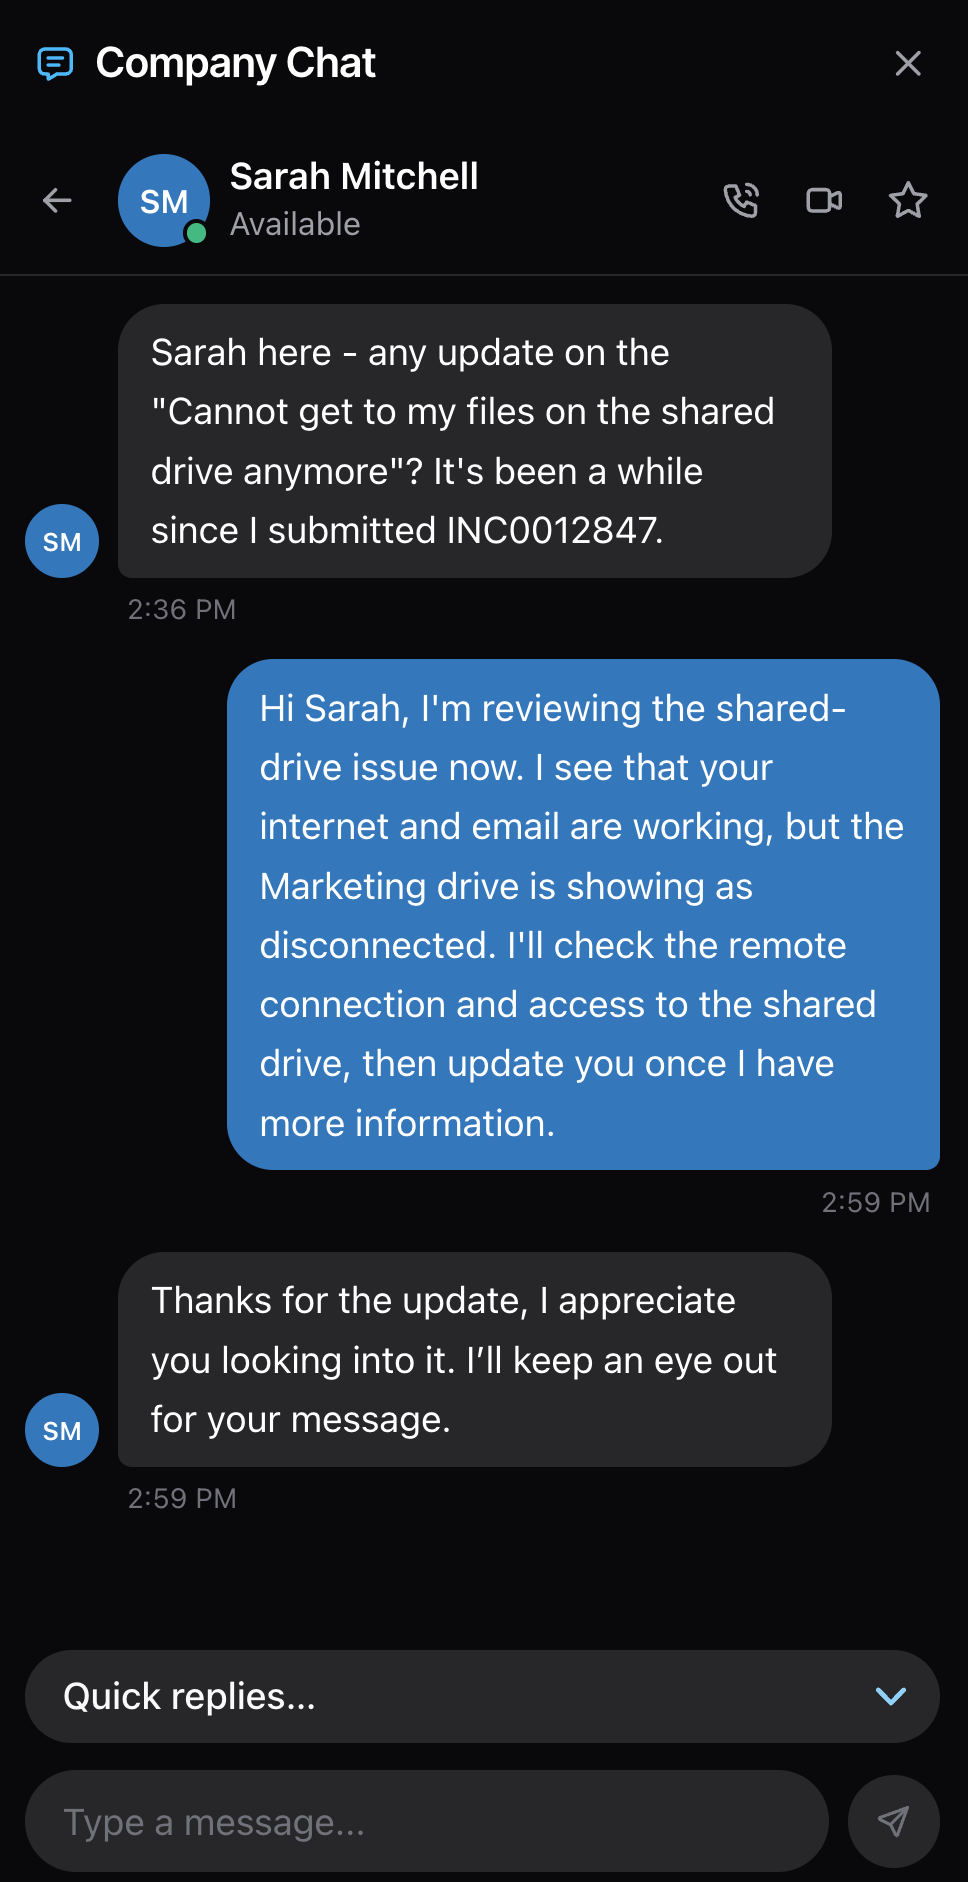 Company Chat
SM
Sarah Mitchell
Available
Sarah here - any update on the
"Cannot get to my files on the shared
drive anymore"? It's been a while
since I submitted INC0012847.
SM
2:36 PM
Hi Sarah, I'm reviewing the shared-
drive issue now. I see that your
internet and email are working, but the
Marketing drive is showing as
disconnected. I'll check the remote
connection and access to the shared
drive, then update you once I have
more information.
2:59 PM
Thanks for the update, I appreciate
you looking into it. I’ll keep an eye out
for your message.
SM
2:59 PM
Quick replies...
Type a message...